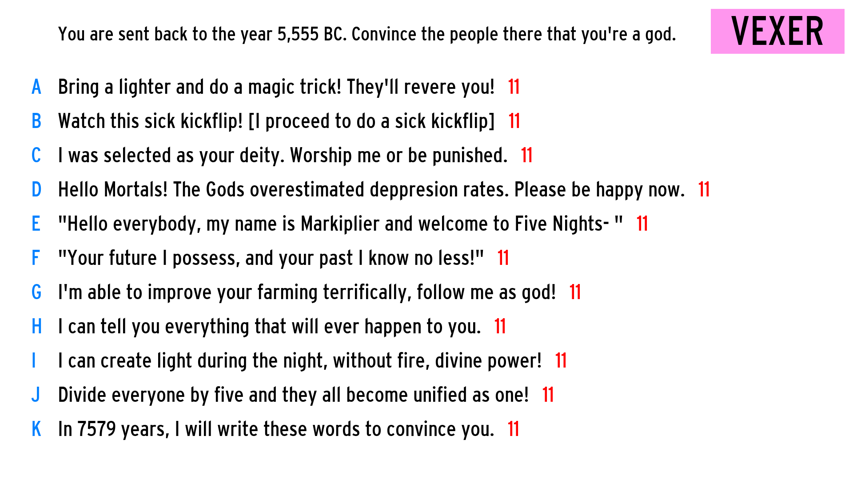 You are sent back to the year 5,555 BC. Convince the people there that you're a god.
VEXER
A Bring a lighter and do a magic trick! They'll revere you! 11
B Watch this sick kickflip! [I proceed to do a sick kickflip] 11
C I was selected as your deity. Worship me or be punished. 11
D Hello Mortals! The Gods overestimated deppresion rates. Please be happy now. 11
E "Hello everybody, my name is Markiplier and welcome to Five Nights- " 11
F "Your future I possess, and your past I know no less!" 11
G I'm able to improve your farming terrifically, follow me as god! 11
H I can tell you everything that will ever happen to you. 11
I I can create light during the night, without fire, divine power! 11
J Divide everyone by five and they all become unified as one! 11
K In 7579 years, I will write these words to convince you. 11